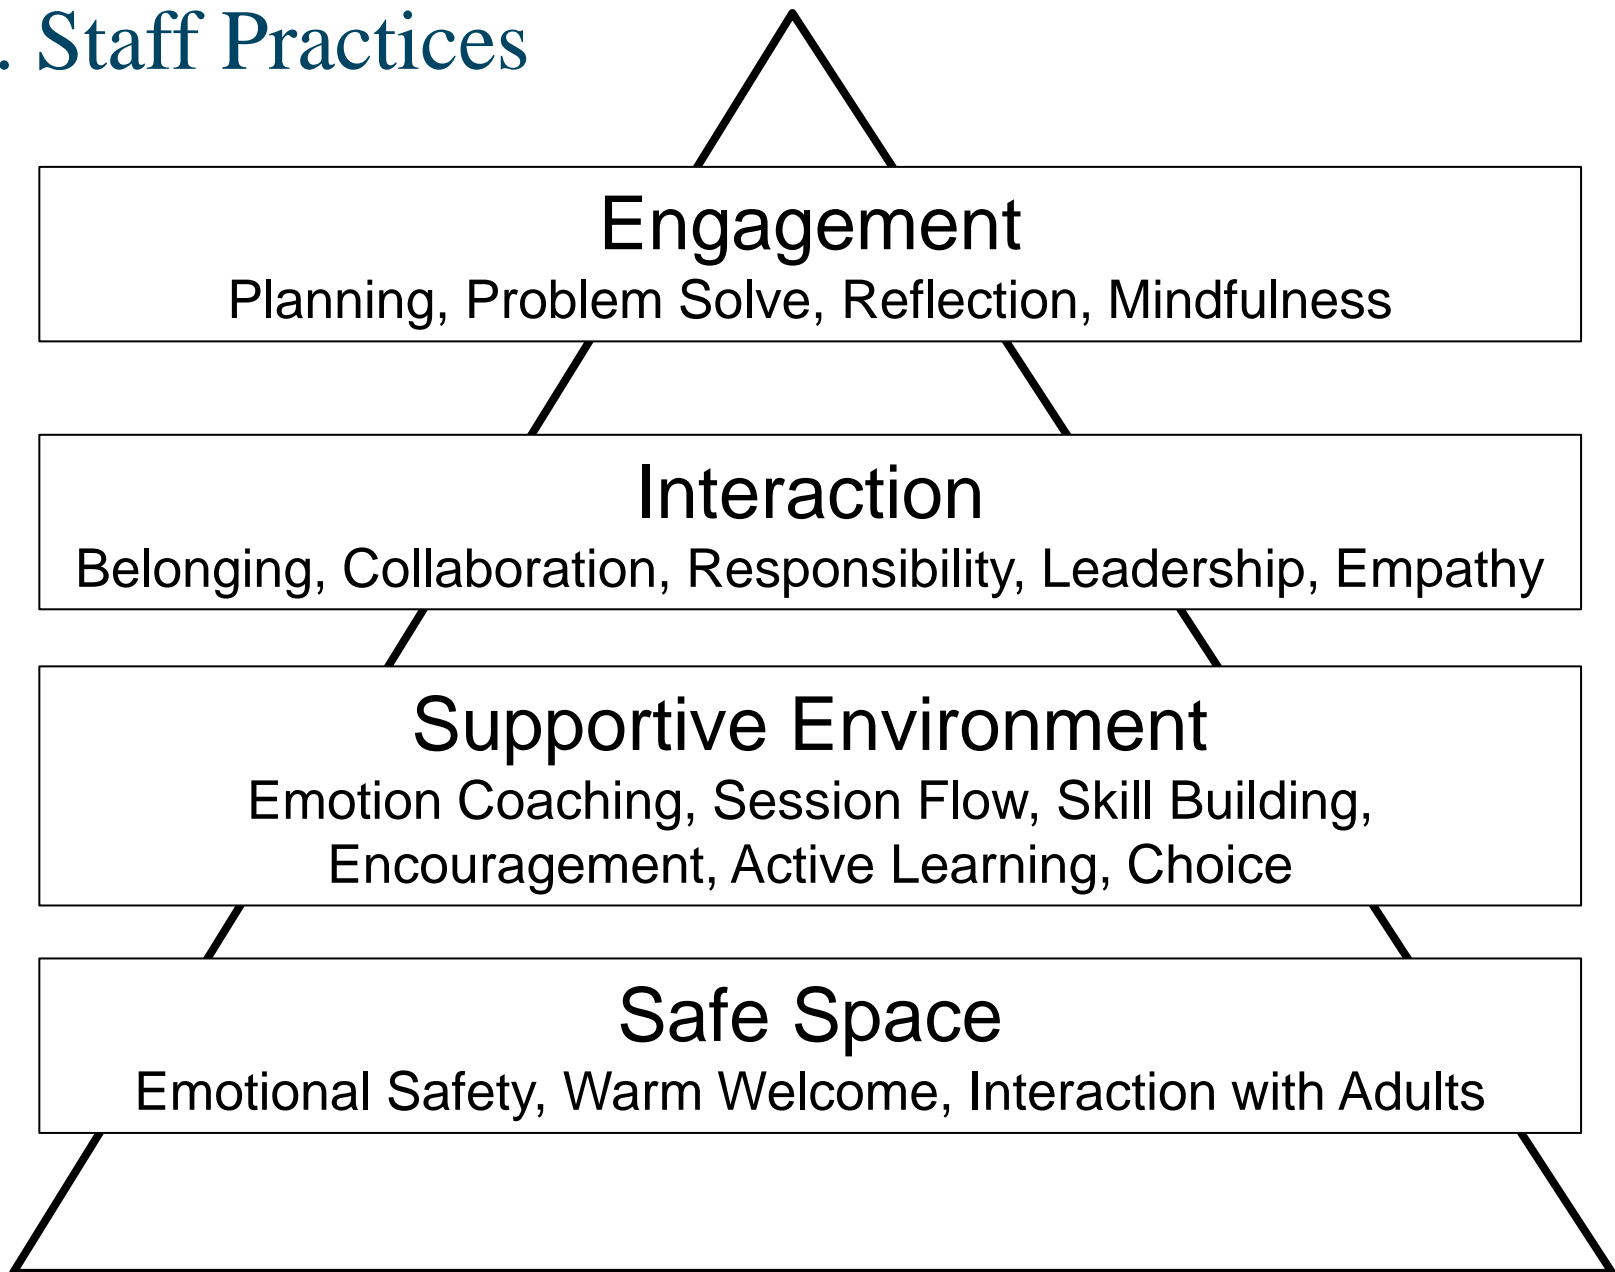 . Staff Practices
Engagement
Planning, Problem Solve, Reflection, Mindfulness
Interaction
Belonging, Collaboration, Responsibility, Leadership, Empathy
Supportive Environment
Emotion Coaching, Session Flow, Skill Building,
Encouragement, Active Learning, Choice
Safe Space
Emotional Safety, Warm Welcome, Interaction with Adults